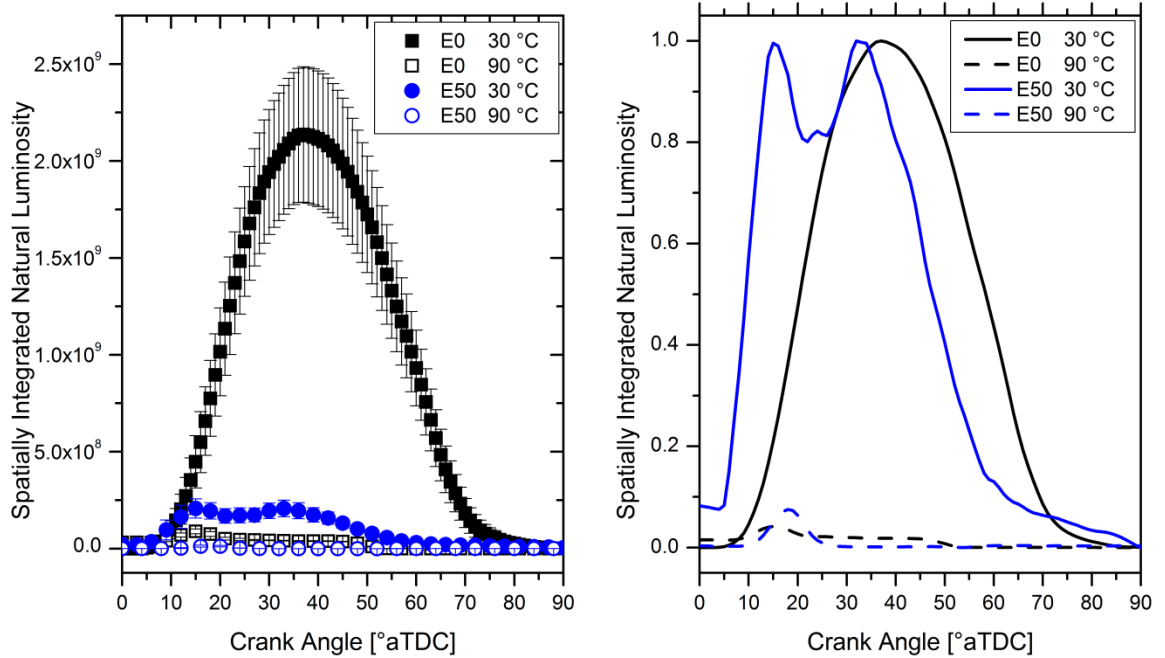 Spatially Integrated Natural Luminosity
2.5x10⁹
2.0x10⁹
1.5x10⁹
1.0x10⁹
5.0x10⁸
0.0
0 10 20 30 40 50 60 70 80 90
Crank Angle [°aTDC]
E0 30 °C
E0 90 °C
E50 30 °C
E50 90 °C
Spatially Integrated Natural Luminosity
1.0
0.8
0.6
0.4
0.2
0.0
0 10 20 30 40 50 60 70 80 90
Crank Angle [°aTDC]
E0 30 °C
E0 90 °C
E50 30 °C
E50 90 °C